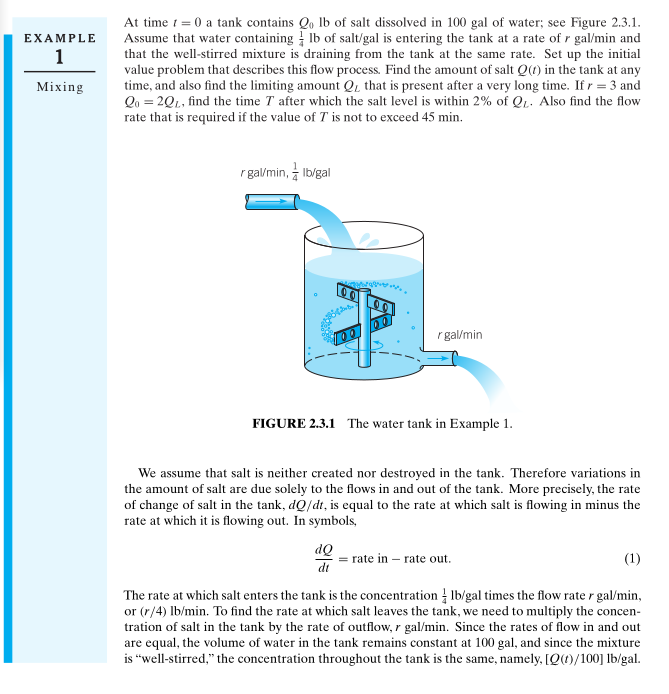 EXAMPLE
1
Mixing
At time t = 0 a tank contains Q₀ lb of salt dissolved in 100 gal of water; see Figure 2.3.1.
Assume that water containing ¼ lb of salt/gal is entering the tank at a rate of r gal/min and
that the well-stirred mixture is draining from the tank at the same rate. Set up the initial
value problem that describes this flow process. Find the amount of salt Q(t) in the tank at any
time, and also find the limiting amount Q_L that is present after a very long time. If r = 3 and
Q₀ = 2Q_L, find the time T after which the salt level is within 2% of Q_L. Also find the flow
rate that is required if the value of T is not to exceed 45 min.
r gal/min, ¼ lb/gal
r gal/min
FIGURE 2.3.1 The water tank in Example 1.
We assume that salt is neither created nor destroyed in the tank. Therefore variations in
the amount of salt are due solely to the flows in and out of the tank. More precisely, the rate
of change of salt in the tank, dQ/dt, is equal to the rate at which salt is flowing in minus the
rate at which it is flowing out. In symbols,
dQ/dt = rate in − rate out. (1)
The rate at which salt enters the tank is the concentration ¼ lb/gal times the flow rate r gal/min,
or (r/4) lb/min. To find the rate at which salt leaves the tank, we need to multiply the concen-
tration of salt in the tank by the rate of outflow, r gal/min. Since the rates of flow in and out
are equal, the volume of water in the tank remains constant at 100 gal, and since the mixture
is “well-stirred,” the concentration throughout the tank is the same, namely, [Q(t)/100] lb/gal.